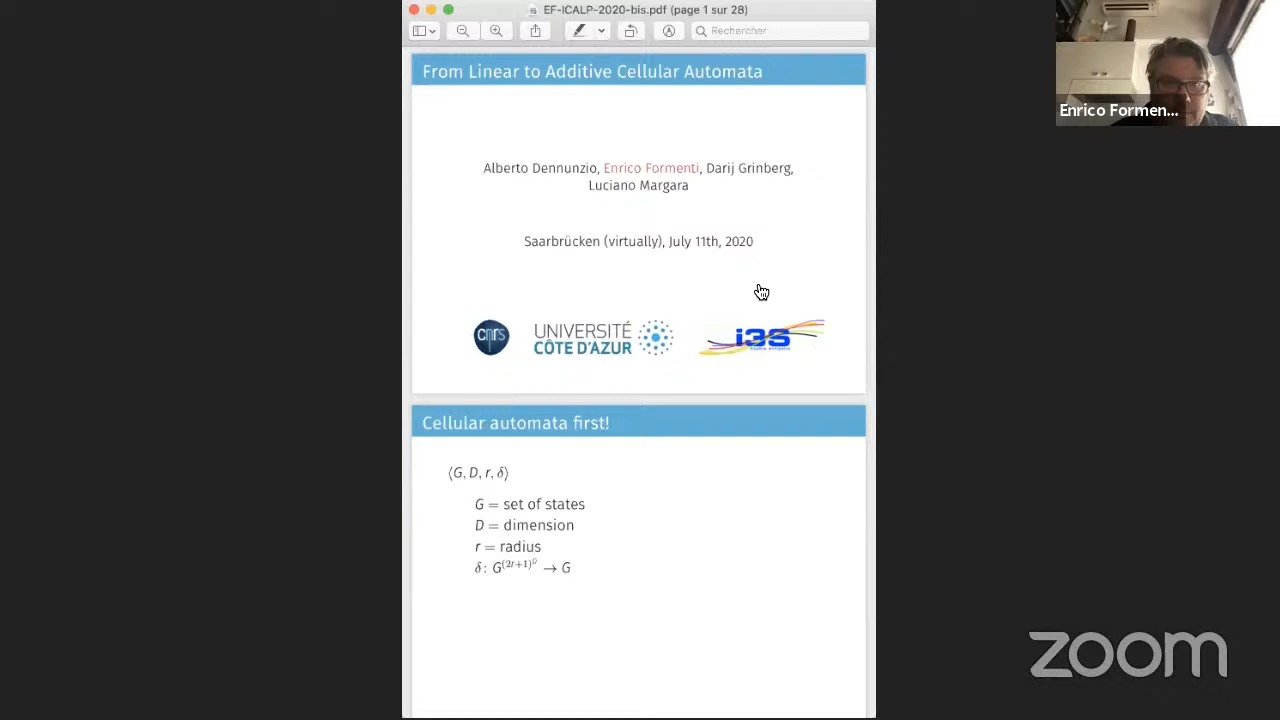 EF-ICALP-2020-bis.pdf (page 1 sur 28)
Rechercher
From Linear to Additive Cellular Automata
Alberto Dennunzio, Enrico Formenti, Darij Grinberg,
Luciano Margara
Saarbrücken (virtually), July 11th, 2020
cnrs
UNIVERSITÉ
CÔTE D'AZUR
i3S
Cellular automata first!
⟨G, D, r, δ⟩
G = set of states
D = dimension
r = radius
δ: G^{(2r+1)^D} → G
Enrico Formen...
zoom